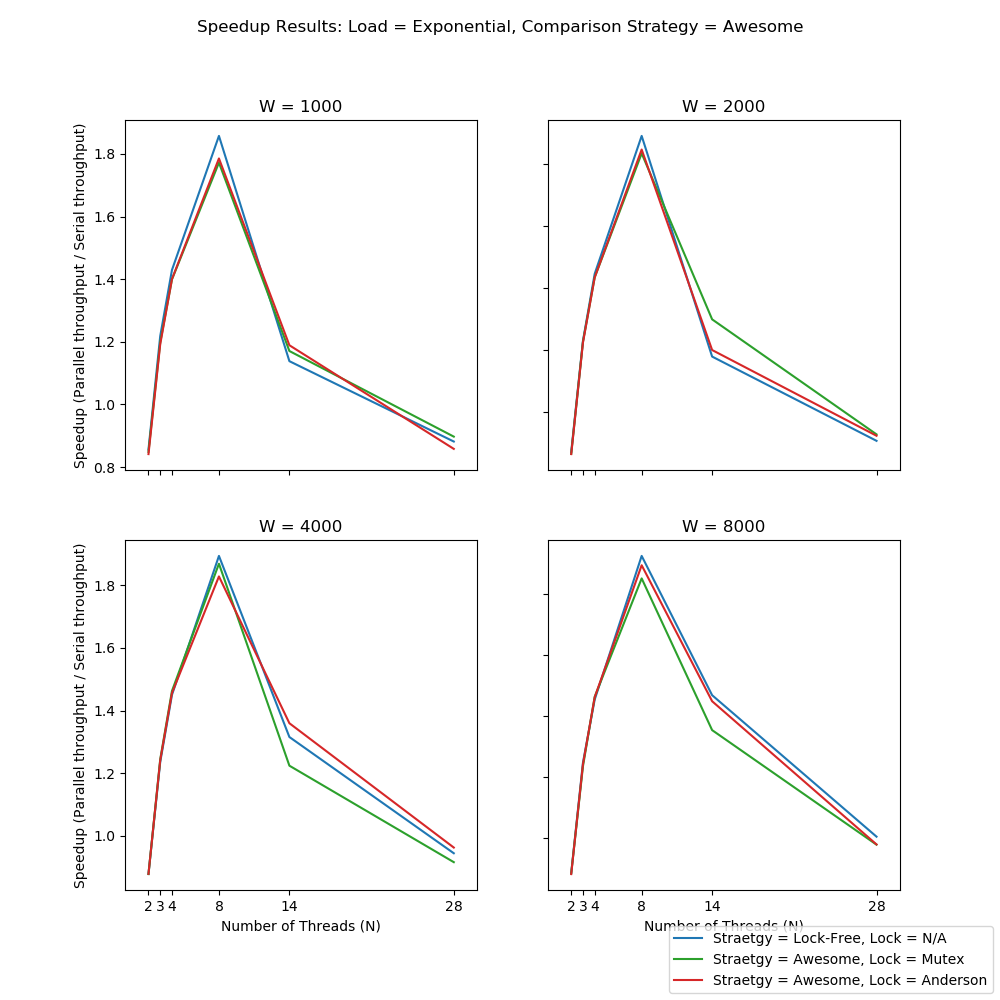 Speedup Results: Load = Exponential, Comparison Strategy = Awesome
W = 1000
W = 2000
Speedup (Parallel throughput / Serial throughput)
1.8
1.6
1.4
1.2
1.0
0.8
W = 4000
W = 8000
Speedup (Parallel throughput / Serial throughput)
1.8
1.6
1.4
1.2
1.0
2 3 4 8 14 28
2 3 4 8 14 28
Number of Threads (N)
Number of Threads (N)
Straetgy = Lock-Free, Lock = N/A
Straetgy = Awesome, Lock = Mutex
Straetgy = Awesome, Lock = Anderson